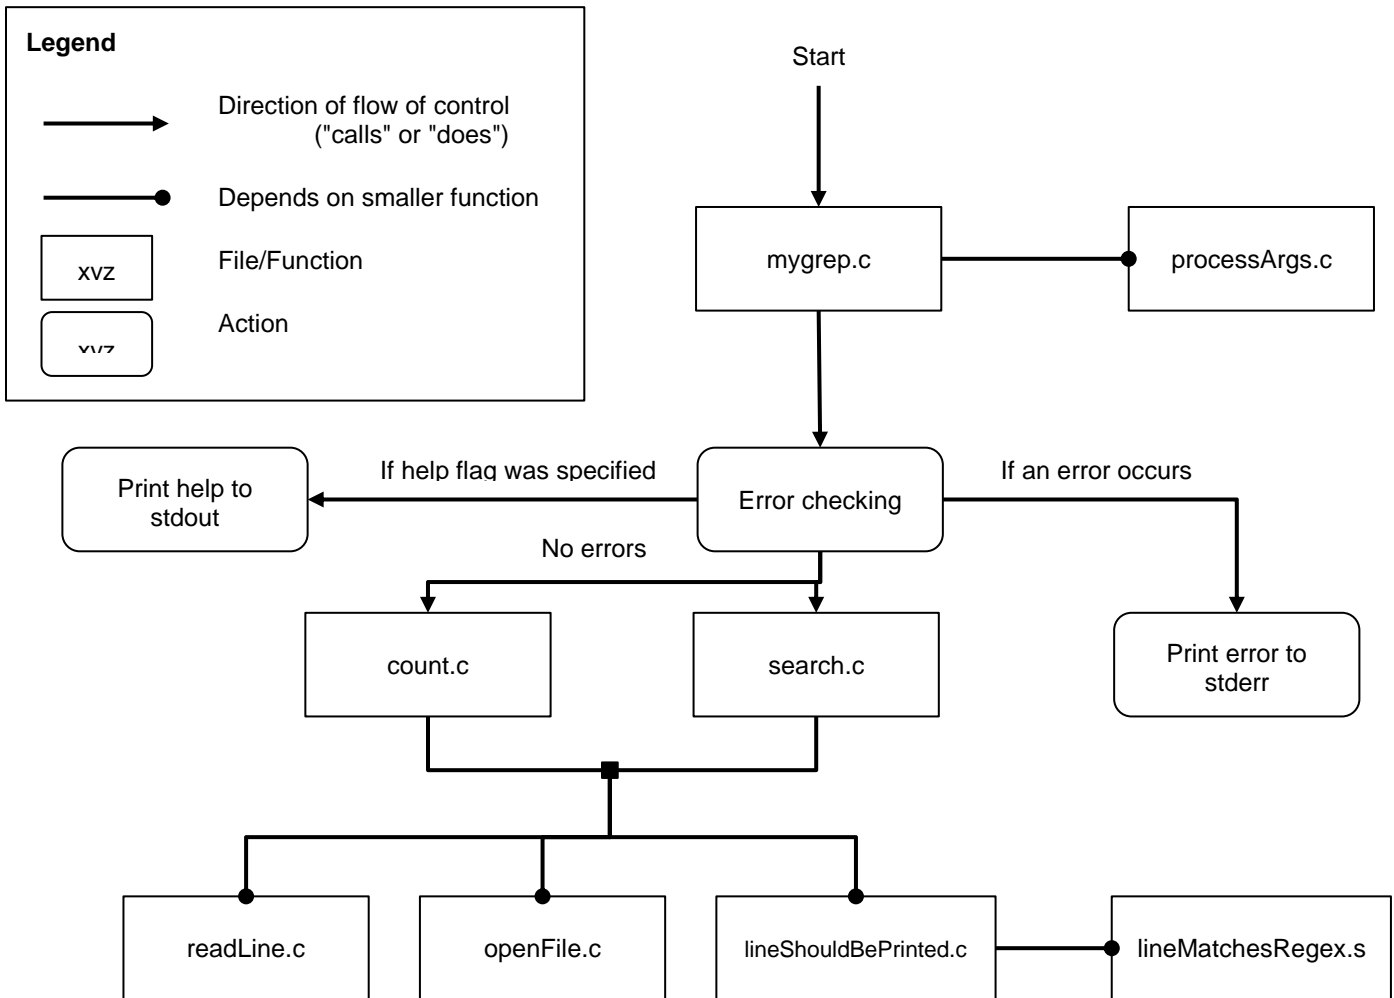 Legend
Direction of flow of control
("calls" or "does")
Depends on smaller function
xyz
File/Function
xyz
Action
Start
mygrep.c
processArgs.c
If help flag was specified
If an error occurs
Print help to
stdout
Error checking
No errors
count.c
search.c
Print error to
stderr
readLine.c
openFile.c
lineShouldBePrinted.c
lineMatchesRegex.s